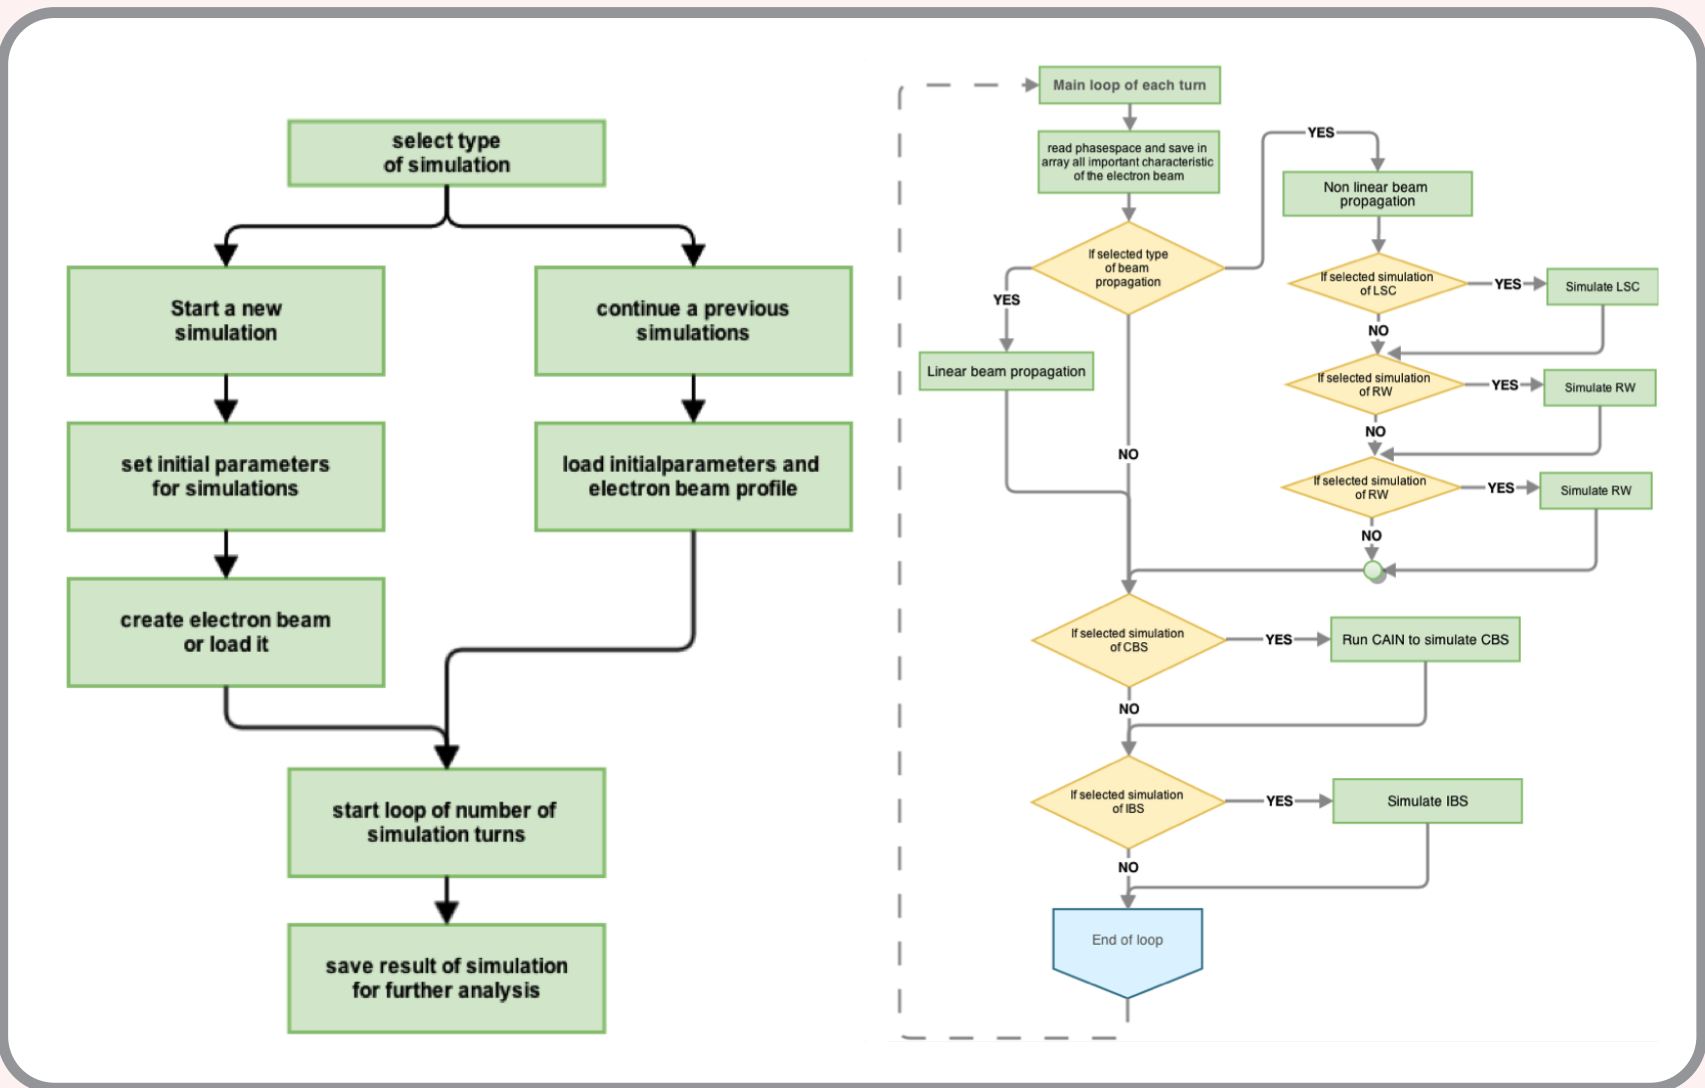 select type
of simulation
Start a new
simulation
continue a previous
simulations
set initial parameters
for simulations
load initialparameters and
electron beam profile
create electron beam
or load it
start loop of number of
simulation turns
save result of simulation
for further analysis
Main loop of each turn
read phasespace and save in
array all important characteristic
of the electron beam
If selected type
of beam
propagation
YES
Linear beam propagation
NO
YES
Non linear beam
propagation
If selected simulation
of LSC
YES
Simulate LSC
NO
If selected simulation
of RW
YES
Simulate RW
NO
If selected simulation
of RW
YES
Simulate RW
NO
If selected simulation
of CBS
YES
Run CAIN to simulate CBS
NO
If selected simulation
of IBS
YES
Simulate IBS
NO
End of loop